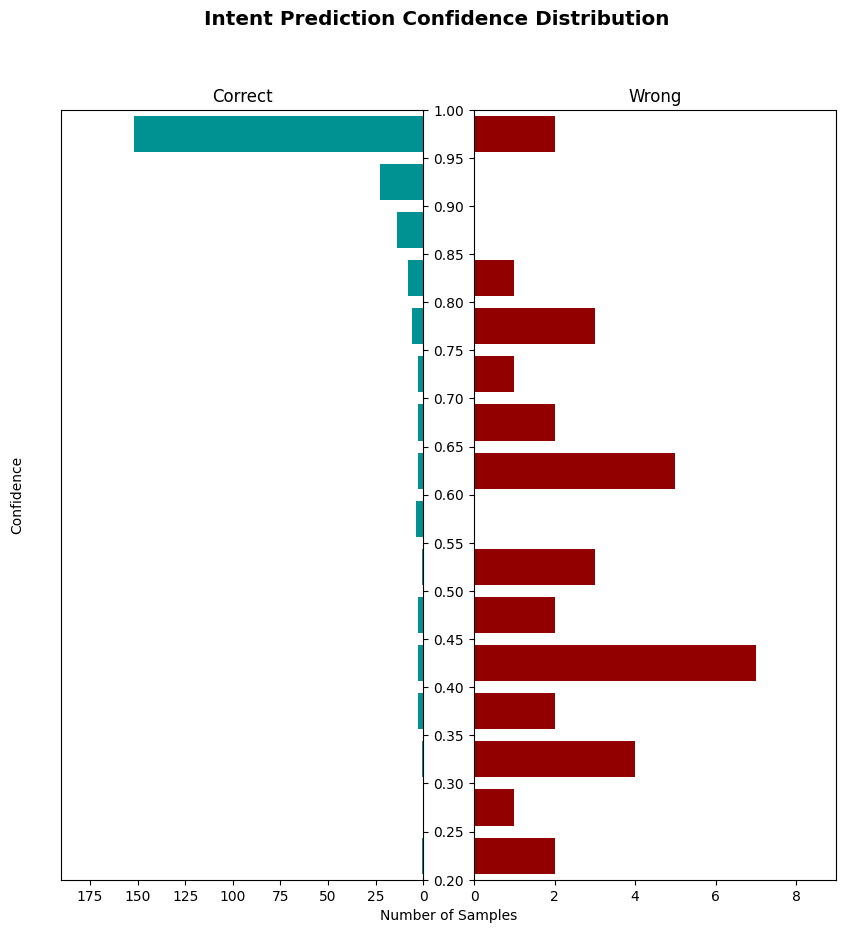 Intent Prediction Confidence Distribution
Correct
Wrong
1.00
0.95
0.90
0.85
0.80
0.75
0.70
0.65
0.60
0.55
0.50
0.45
0.40
0.35
0.30
0.25
0.20
Confidence
175 150 125 100 75 50 25 0
0 2 4 6 8
Number of Samples